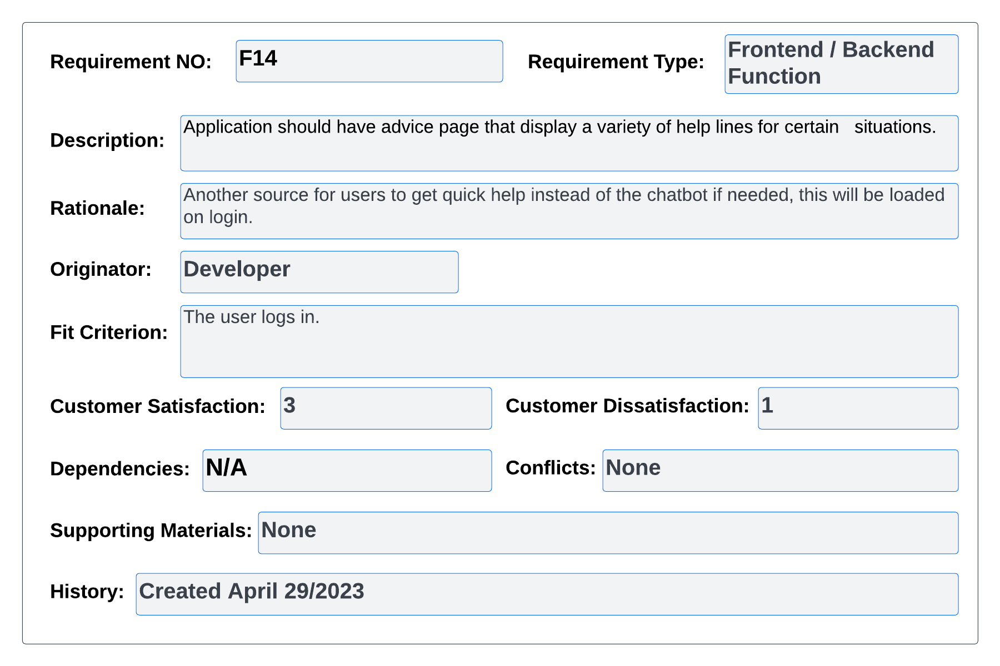 Requirement NO: F14 Requirement Type: Frontend / Backend
Function
Description: Application should have advice page that display a variety of help lines for certain   situations.
Rationale: Another source for users to get quick help instead of the chatbot if needed, this will be loaded
on login.
Originator: Developer
Fit Criterion: The user logs in.
Customer Satisfaction: 3 Customer Dissatisfaction: 1
Dependencies: N/A Conflicts: None
Supporting Materials: None
History: Created April 29/2023